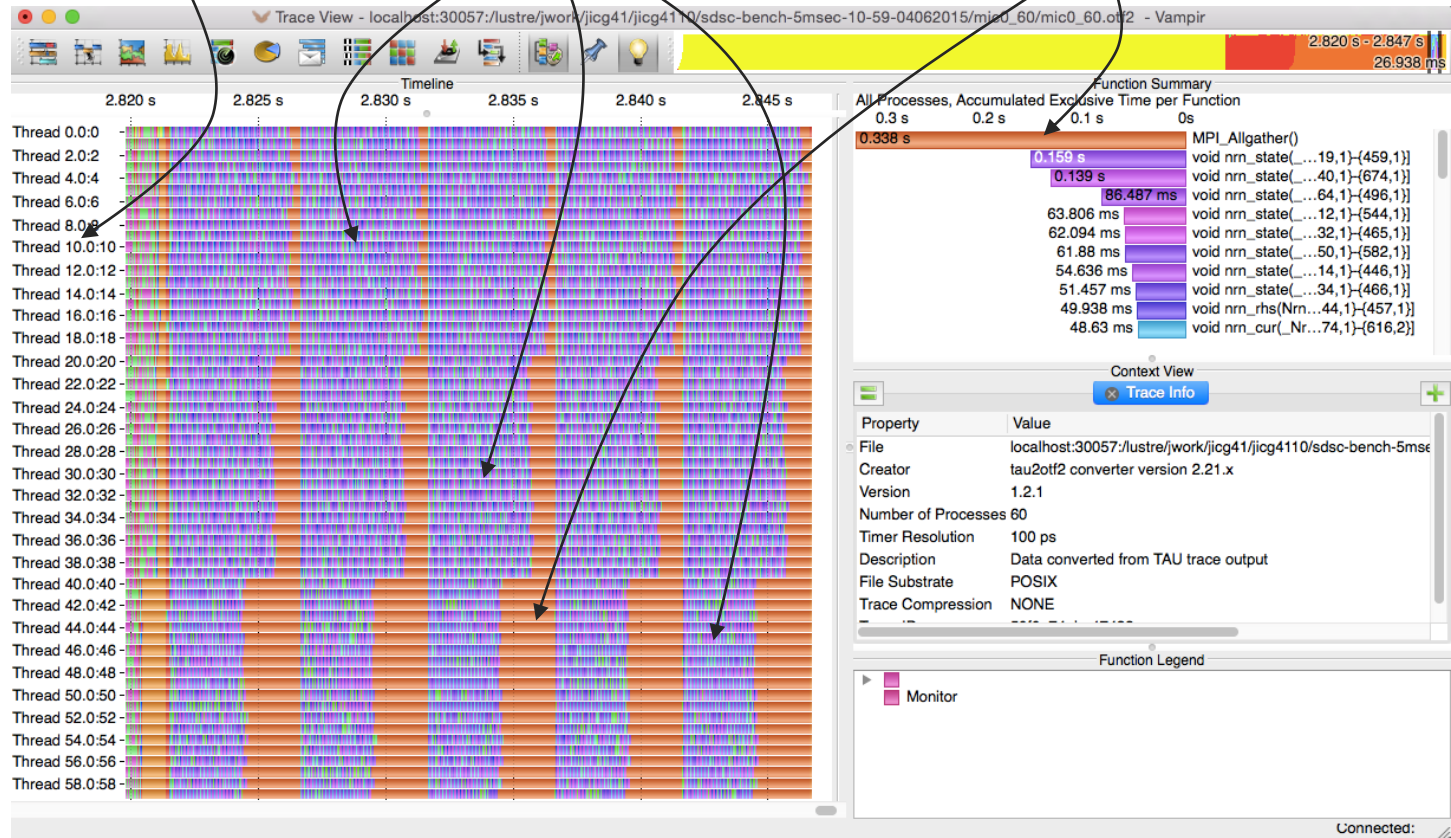 Trace View - localhost:30057:/lustre/jwork/jicg41/jicg4110/sdsc-bench-5msec-10-59-04062015/mic0_60/mic0_60.otf2 - Vampir
2.820 s - 2.847 s
26.938 ms
Timeline
2.820 s 2.825 s 2.830 s 2.835 s 2.840 s 2.845 s
Thread 0.0:0
Thread 2.0:2
Thread 4.0:4
Thread 6.0:6
Thread 8.0:8
Thread 10.0:10
Thread 12.0:12
Thread 14.0:14
Thread 16.0:16
Thread 18.0:18
Thread 20.0:20
Thread 22.0:22
Thread 24.0:24
Thread 26.0:26
Thread 28.0:28
Thread 30.0:30
Thread 32.0:32
Thread 34.0:34
Thread 36.0:36
Thread 38.0:38
Thread 40.0:40
Thread 42.0:42
Thread 44.0:44
Thread 46.0:46
Thread 48.0:48
Thread 50.0:50
Thread 52.0:52
Thread 54.0:54
Thread 56.0:56
Thread 58.0:58
Function Summary
All Processes, Accumulated Exclusive Time per Function
0.3 s 0.2 s 0.1 s 0s
0.338 s MPI_Allgather()
0.159 s void nrn_state(_...19,1}-{459,1}]
0.139 s void nrn_state(_...40,1}-{674,1}]
86.487 ms void nrn_state(_...64,1}-{496,1}]
63.806 ms void nrn_state(_...12,1}-{544,1}]
62.094 ms void nrn_state(_...32,1}-{465,1}]
61.88 ms void nrn_state(_...50,1}-{582,1}]
54.636 ms void nrn_state(_...14,1}-{446,1}]
51.457 ms void nrn_state(_...34,1}-{466,1}]
49.938 ms void nrn_rhs(Nrn...44,1}-{457,1}]
48.63 ms void nrn_cur(_Nr...74,1}-{616,2}]
Context View
Trace Info
Property Value
File localhost:30057:/lustre/jwork/jicg41/jicg4110/sdsc-bench-5mse
Creator tau2otf2 converter version 2.21.x
Version 1.2.1
Number of Processes 60
Timer Resolution 100 ps
Description Data converted from TAU trace output
File Substrate POSIX
Trace Compression NONE
Function Legend
Monitor
Connected: